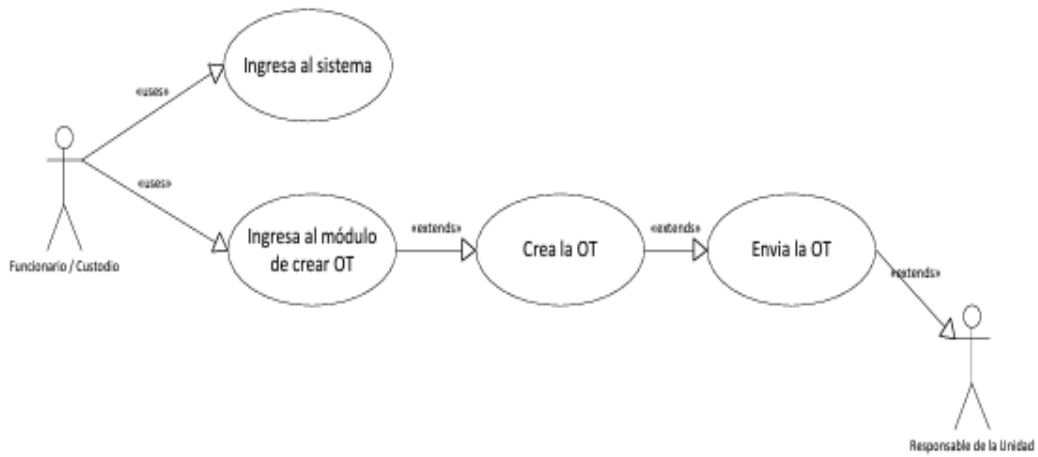 Ingresa al sistema
«uses»
«uses»
Funcionario / Custodio
Ingresa al módulo
de crear OT
«extends»
Crea la OT
«extends»
Envia la OT
«extends»
Responsable de la Unidad